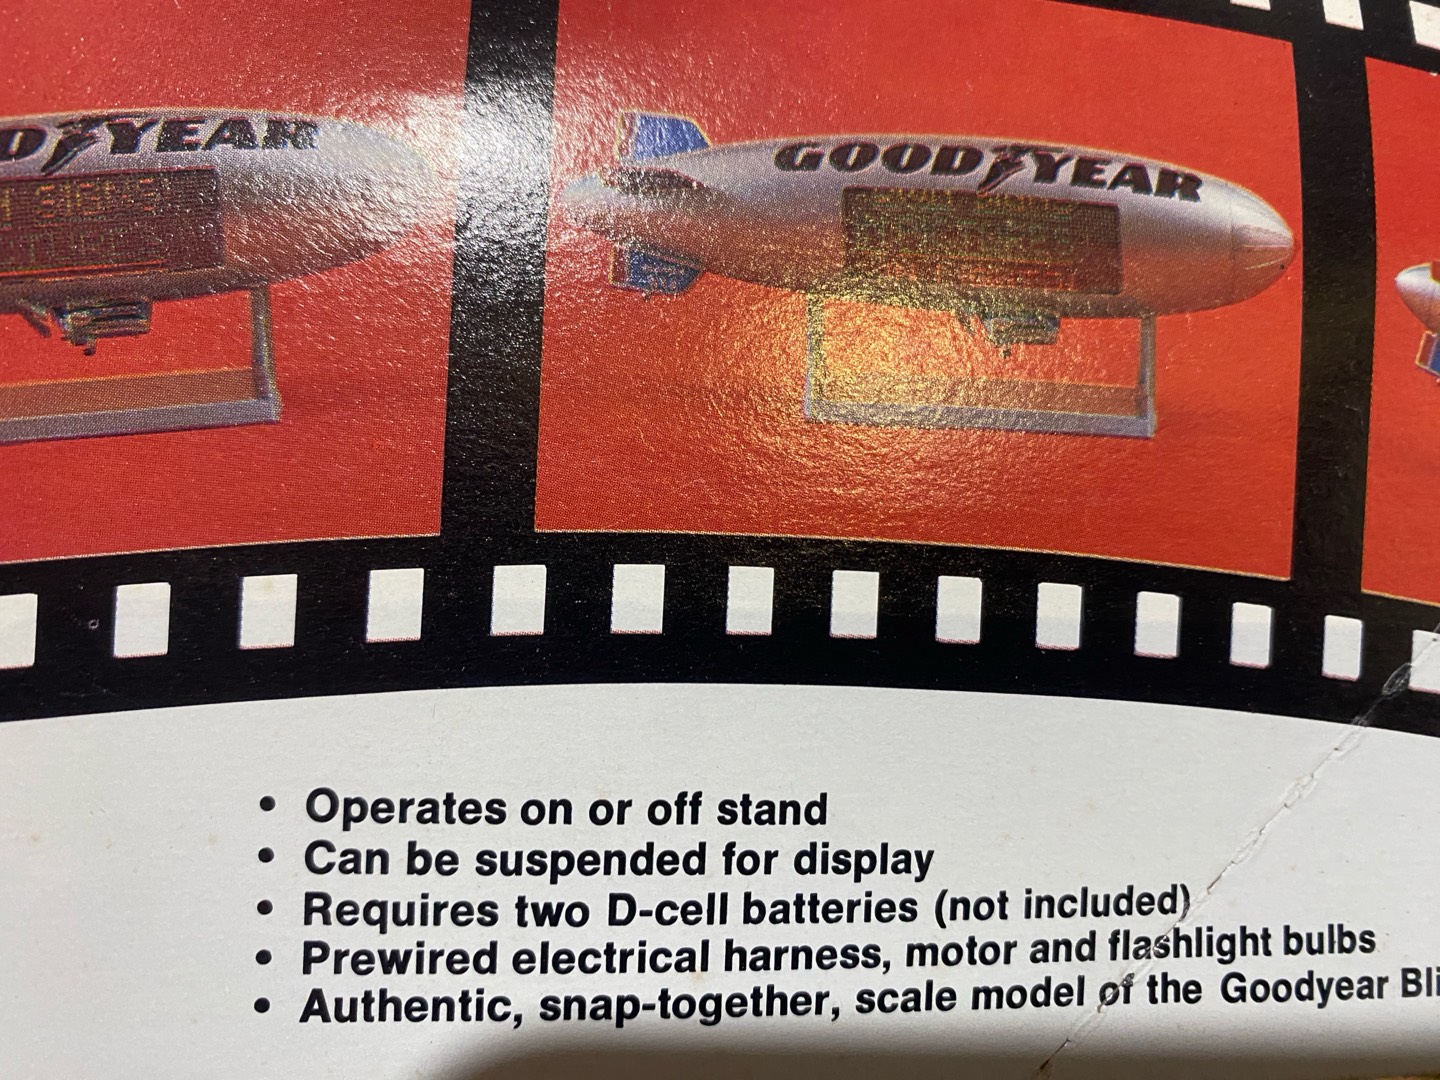 D YEAR
GOOD YEAR
• Operates on or off stand
• Can be suspended for display
• Requires two D-cell batteries (not included)
• Prewired electrical harness, motor and flashlight bulbs
• Authentic, snap-together, scale model of the Goodyear Bli